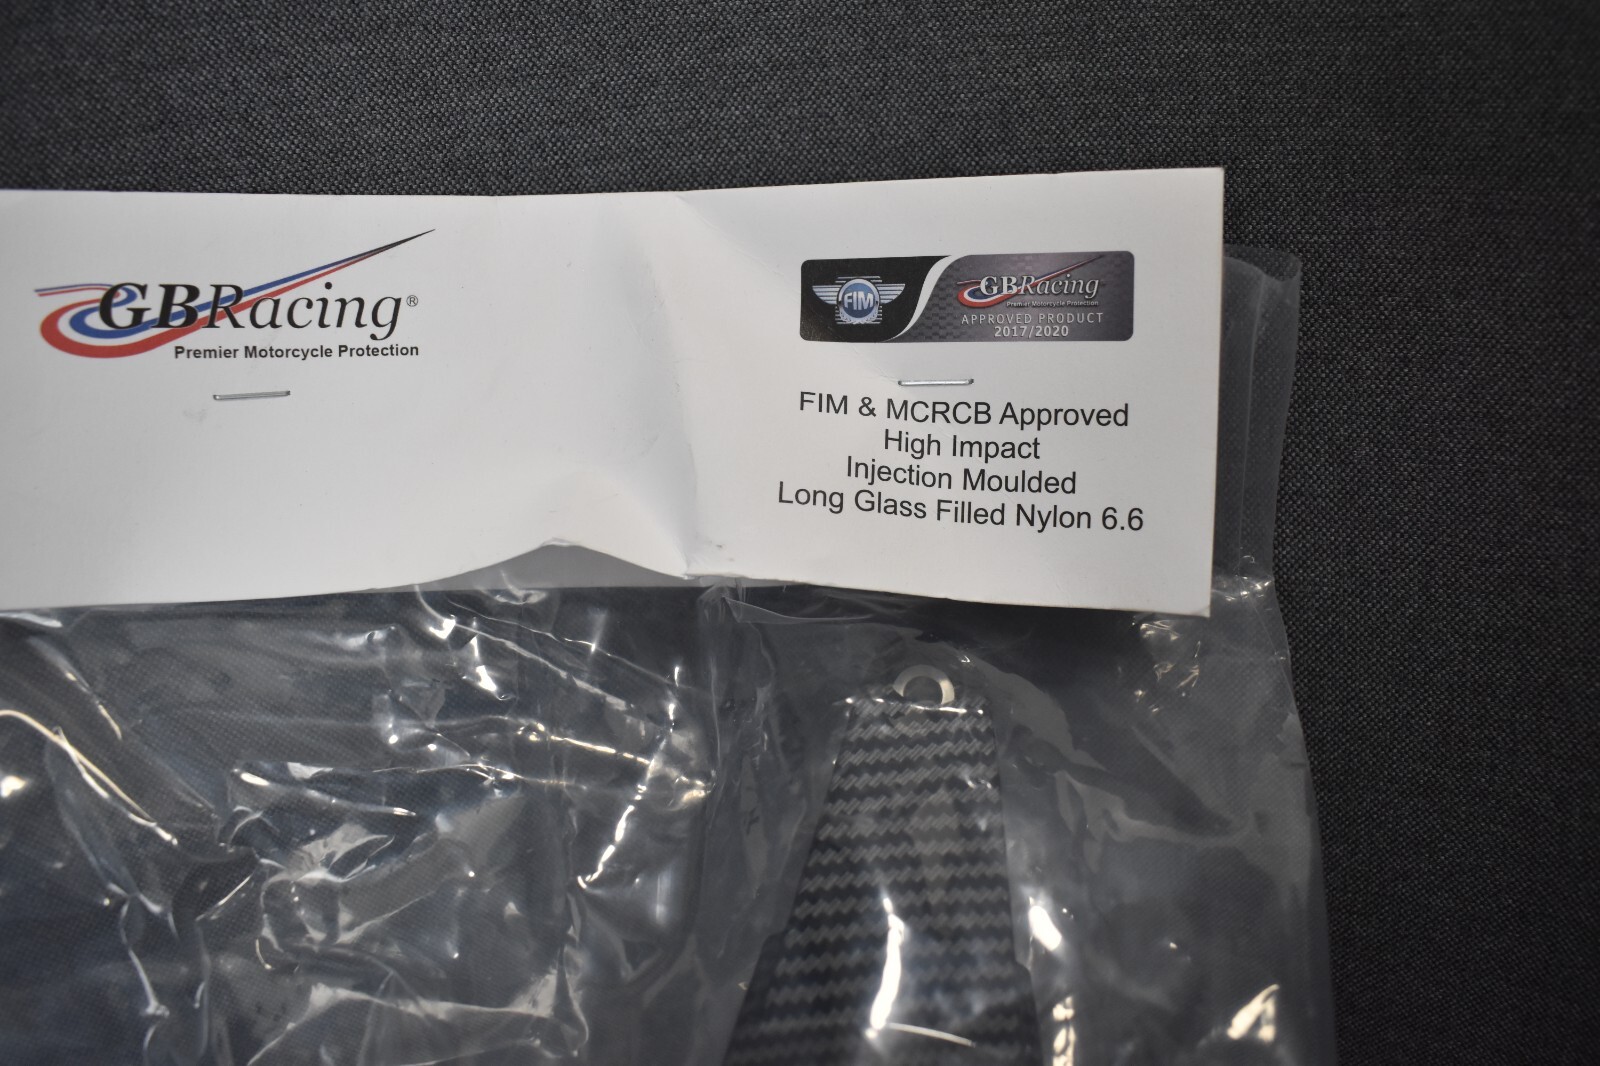 GBRacing®
Premier Motorcycle Protection
FIM
GBRacing
Premier Motorcycle Protection
APPROVED PRODUCT
2017/2020
FIM & MCRCB Approved
High Impact
Injection Moulded
Long Glass Filled Nylon 6.6